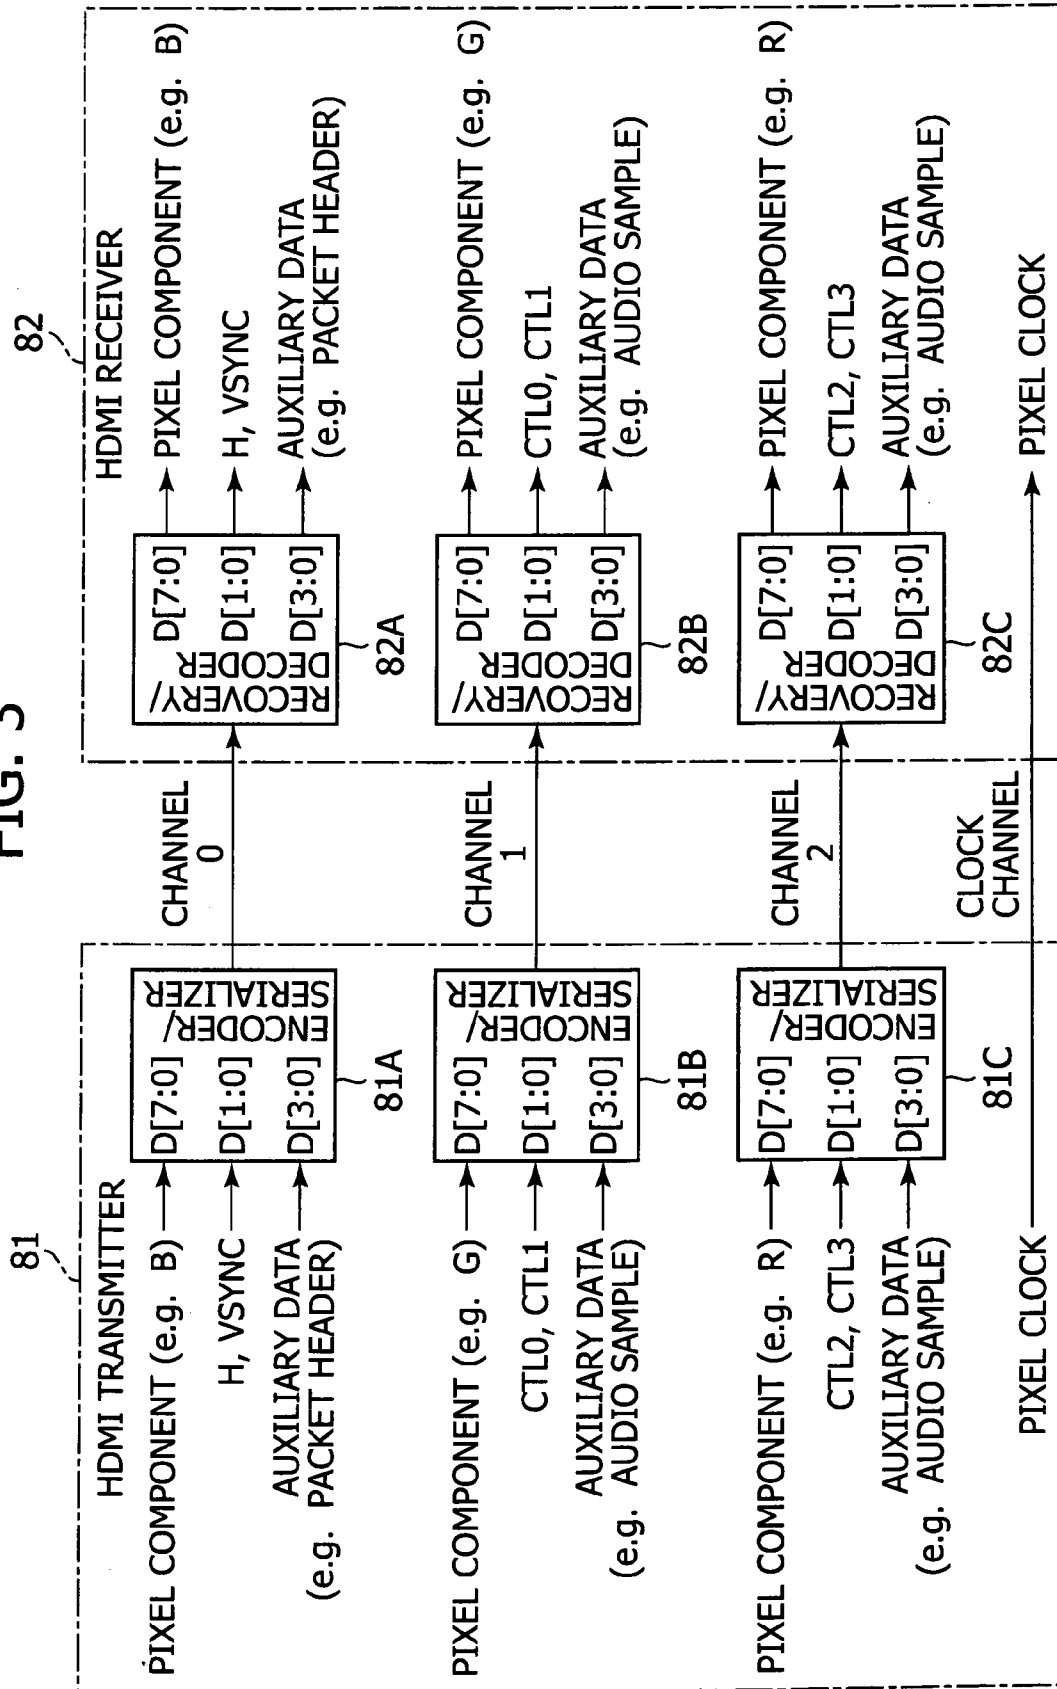 FIG. 3
81
HDMI TRANSMITTER
82
HDMI RECEIVER
PIXEL COMPONENT (e.g. B)
H, VSYNC
AUXILIARY DATA
(e.g. PACKET HEADER)
D[7:0]
D[1:0]
D[3:0]
ENCODER/
SERIALIZER
81A
CHANNEL
0
RECOVERY/
DECODER
D[7:0]
D[1:0]
D[3:0]
82A
PIXEL COMPONENT (e.g. B)
H, VSYNC
AUXILIARY DATA
(e.g. PACKET HEADER)
PIXEL COMPONENT (e.g. G)
CTL0, CTL1
AUXILIARY DATA
(e.g. AUDIO SAMPLE)
D[7:0]
D[1:0]
D[3:0]
ENCODER/
SERIALIZER
81B
CHANNEL
1
RECOVERY/
DECODER
D[7:0]
D[1:0]
D[3:0]
82B
PIXEL COMPONENT (e.g. G)
CTL0, CTL1
AUXILIARY DATA
(e.g. AUDIO SAMPLE)
PIXEL COMPONENT (e.g. R)
CTL2, CTL3
AUXILIARY DATA
(e.g. AUDIO SAMPLE)
D[7:0]
D[1:0]
D[3:0]
ENCODER/
SERIALIZER
81C
CHANNEL
2
RECOVERY/
DECODER
D[7:0]
D[1:0]
D[3:0]
82C
PIXEL COMPONENT (e.g. R)
CTL2, CTL3
AUXILIARY DATA
(e.g. AUDIO SAMPLE)
PIXEL CLOCK
CLOCK
CHANNEL
PIXEL CLOCK